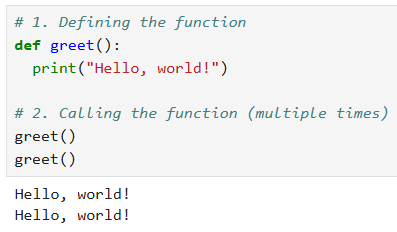 # 1. Defining the function
def greet():
  print("Hello, world!")

# 2. Calling the function (multiple times)
greet()
greet()
Hello, world!
Hello, world!